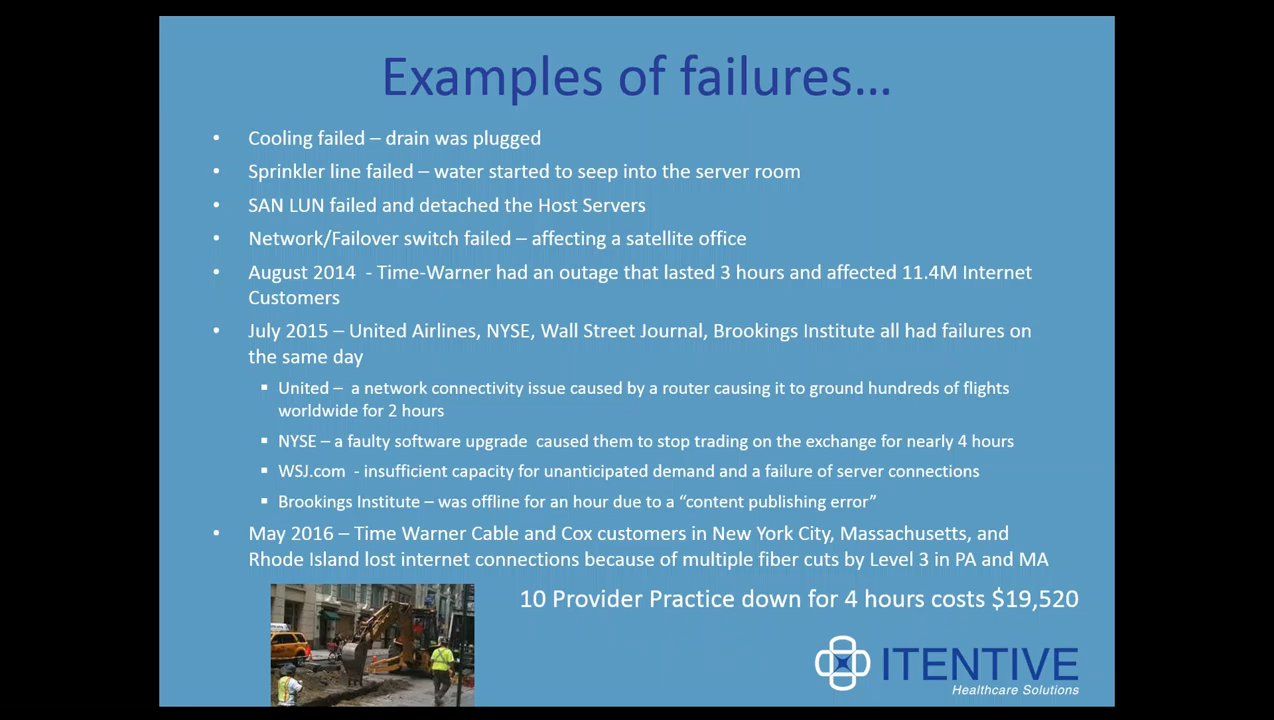 Examples of failures...
• Cooling failed – drain was plugged
• Sprinkler line failed – water started to seep into the server room
• SAN LUN failed and detached the Host Servers
• Network/Failover switch failed – affecting a satellite office
• August 2014 - Time-Warner had an outage that lasted 3 hours and affected 11.4M Internet
Customers
• July 2015 – United Airlines, NYSE, Wall Street Journal, Brookings Institute all had failures on
the same day
▪ United – a network connectivity issue caused by a router causing it to ground hundreds of flights
worldwide for 2 hours
▪ NYSE – a faulty software upgrade caused them to stop trading on the exchange for nearly 4 hours
▪ WSJ.com - insufficient capacity for unanticipated demand and a failure of server connections
▪ Brookings Institute – was offline for an hour due to a “content publishing error”
• May 2016 – Time Warner Cable and Cox customers in New York City, Massachusetts, and
Rhode Island lost internet connections because of multiple fiber cuts by Level 3 in PA and MA
10 Provider Practice down for 4 hours costs $19,520
ITENTIVE
Healthcare Solutions